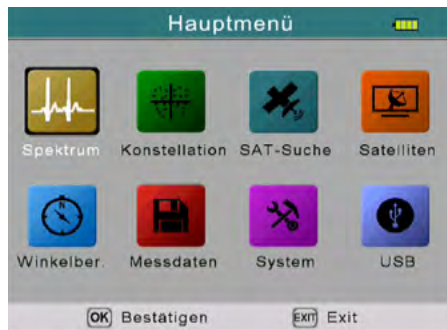 Hauptmenü
Spektrum Konstellation SAT-Suche Satelliten
N
Winkelber. Messdaten System USB
OK Bestätigen EXIT Exit